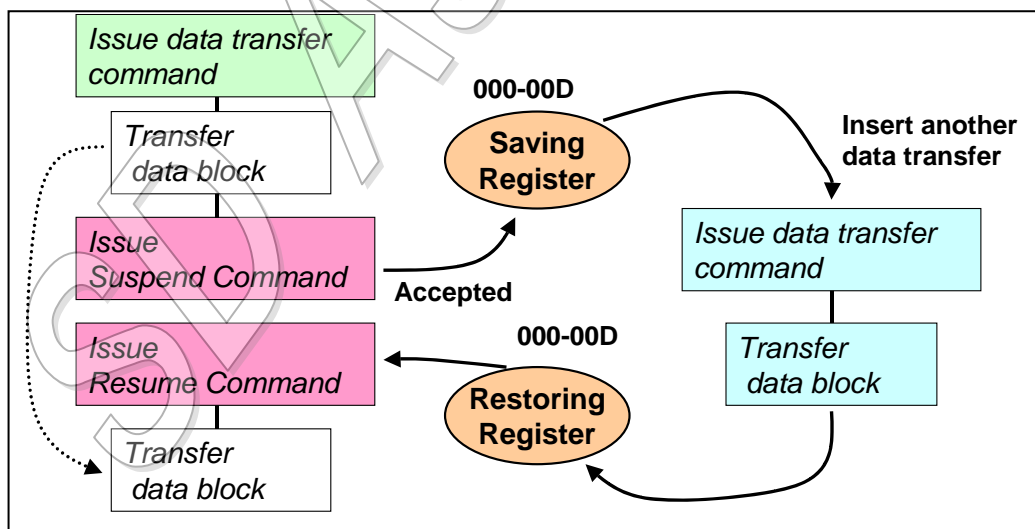 Issue data transfer
command
Transfer
data block
Issue
Suspend Command
Accepted
000-00D
Saving
Register
Insert another
data transfer
Issue data transfer
command
Transfer
data block
000-00D
Restoring
Register
Issue
Resume Command
Transfer
data block